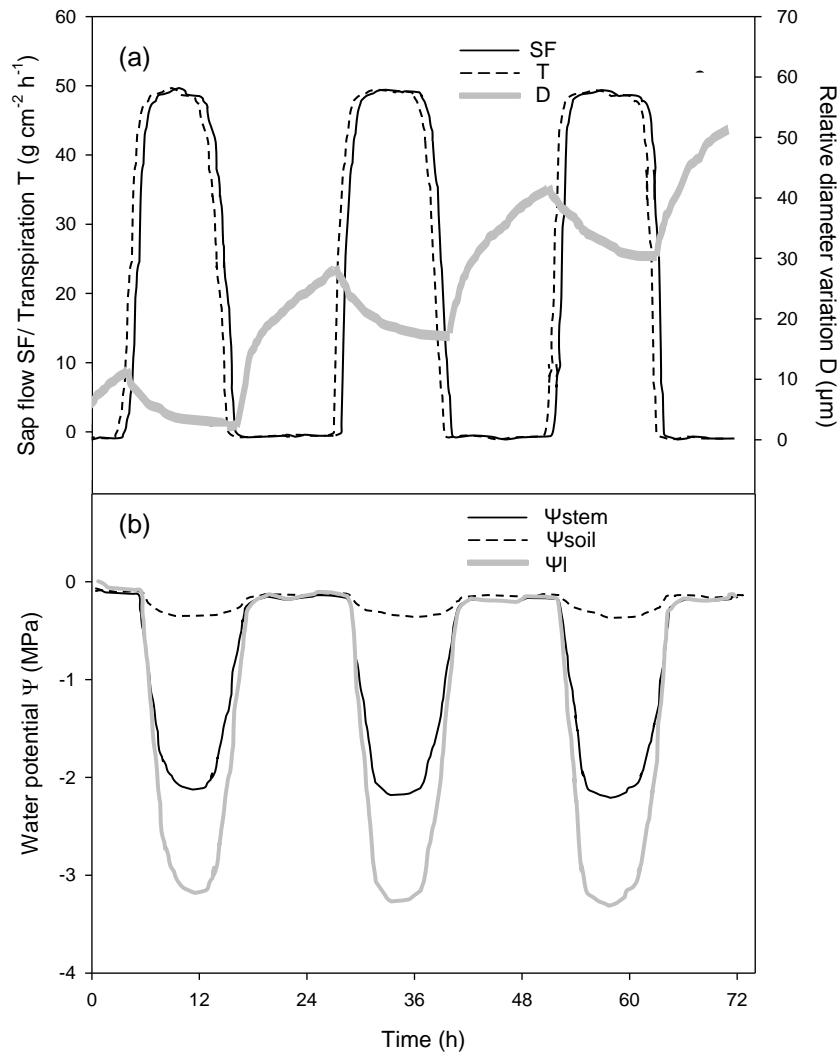 (a)
SF
T
D
Sap flow SF/ Transpiration T (g cm⁻² h⁻¹)
60
50
40
30
20
10
0
Relative diameter variation D (μm)
70
60
50
40
30
20
10
0
(b)
Ψstem
Ψsoil
Ψl
Water potential Ψ (MPa)
0
-1
-2
-3
-4
0 12 24 36 48 60 72
Time (h)